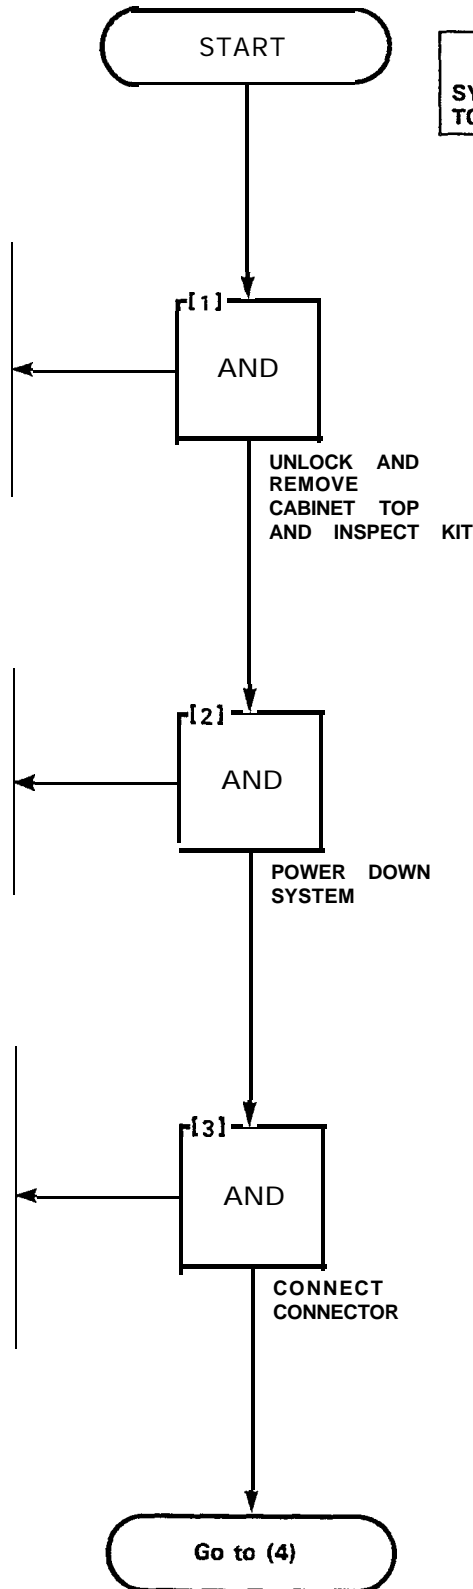 START
[1]
AND
UNLOCK AND
REMOVE
CABINET TOP
AND INSPECT KIT
[2]
AND
POWER DOWN
SYSTEM
[3]
AND
CONNECT
CONNECTOR
Go to (4)